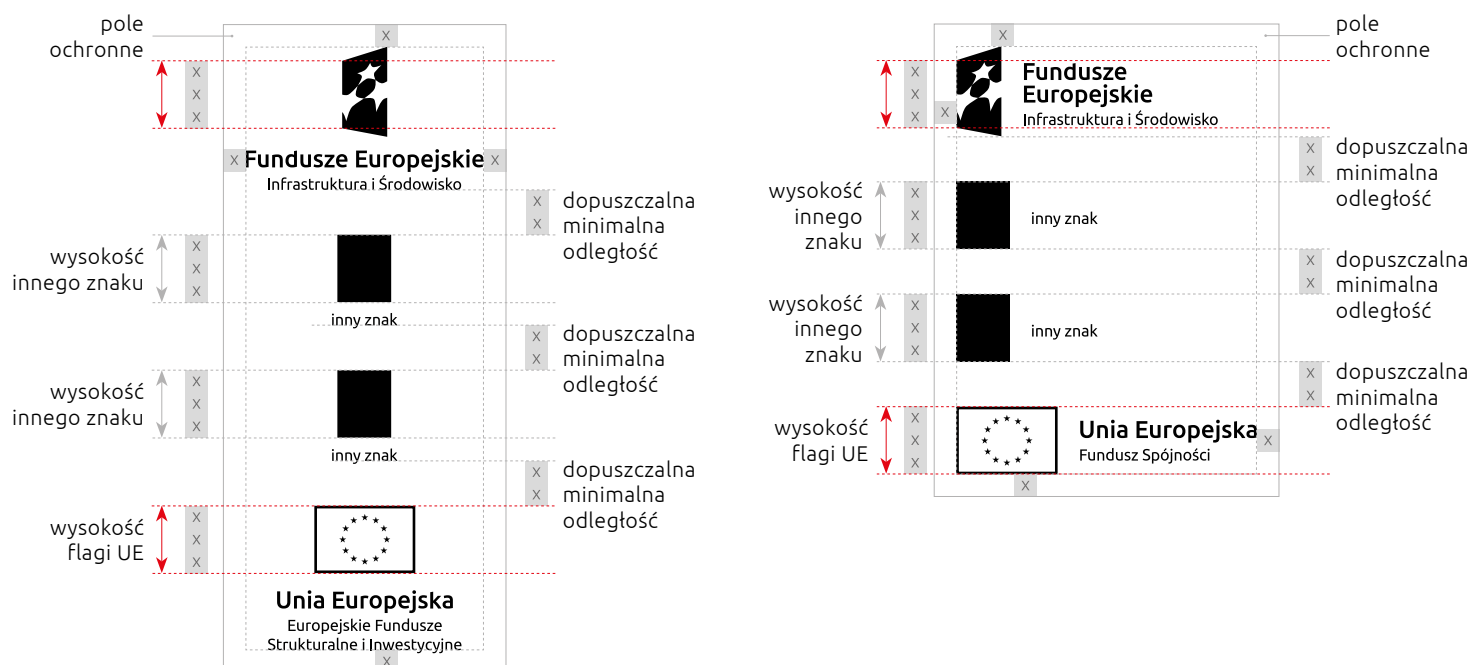 pole
ochronne
x
x
x
x
x
Fundusze Europejskie
x
Infrastruktura i Środowisko
x
x
dopuszczalna
minimalna
odległość
wysokość
innego znaku
x
x
x
inny znak
x
x
dopuszczalna
minimalna
odległość
wysokość
innego znaku
x
x
x
inny znak
x
x
dopuszczalna
minimalna
odległość
wysokość
flagi UE
x
x
x
Unia Europejska
Europejskie Fundusze
Strukturalne i Inwestycyjne
x
pole
ochronne
x
x
x
x
x
Fundusze
Europejskie
Infrastruktura i Środowisko
x
x
dopuszczalna
minimalna
odległość
wysokość
innego
znaku
x
x
x
inny znak
x
x
dopuszczalna
minimalna
odległość
wysokość
innego
znaku
x
x
x
inny znak
x
x
dopuszczalna
minimalna
odległość
wysokość
flagi UE
x
x
x
Unia Europejska
Fundusz Spójności
x
x